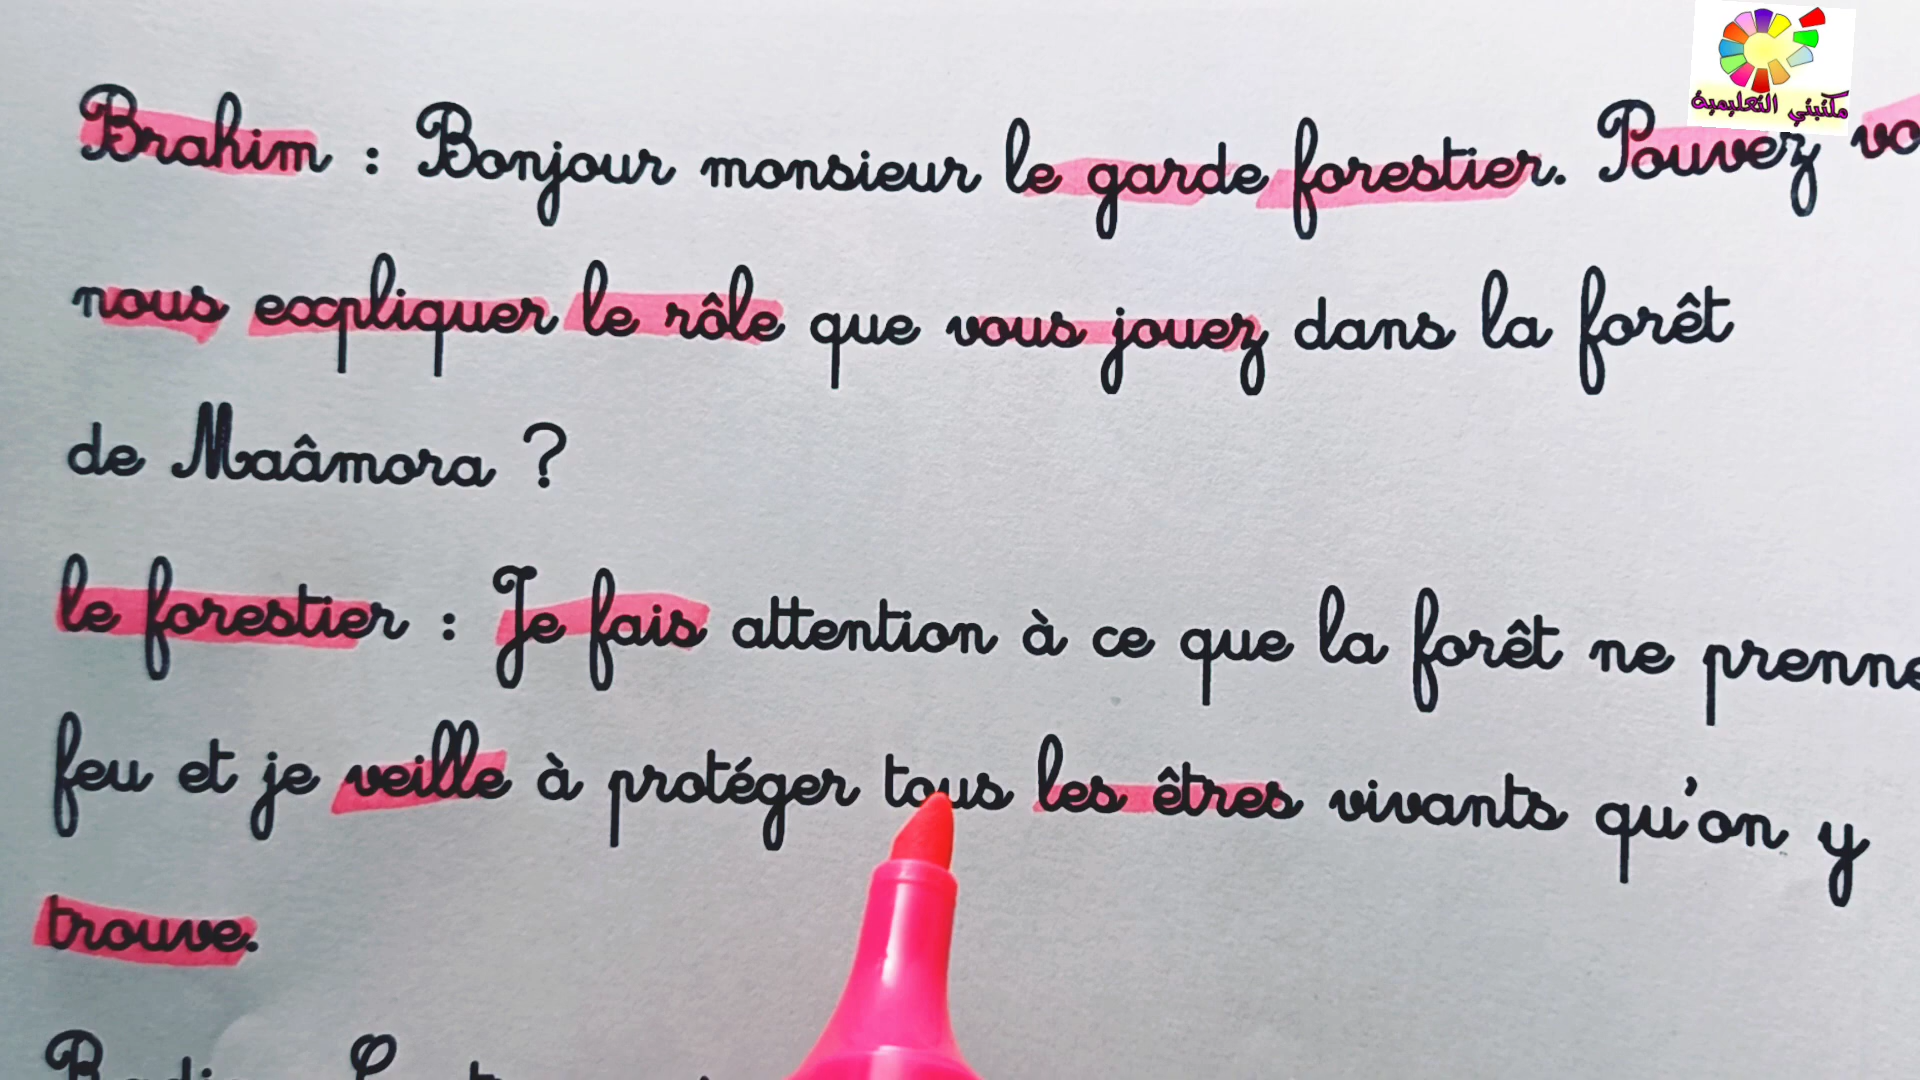 مكتبتي التعليمية
Brahim : Bonjour monsieur le garde forestier. Pouvez vo
nous expliquer le rôle que vous jouez dans la forêt
de Maâmora ?
le forestier : Je fais attention à ce que la forêt ne prenne
feu et je veille à protéger tous les êtres vivants qu'on y
trouve.